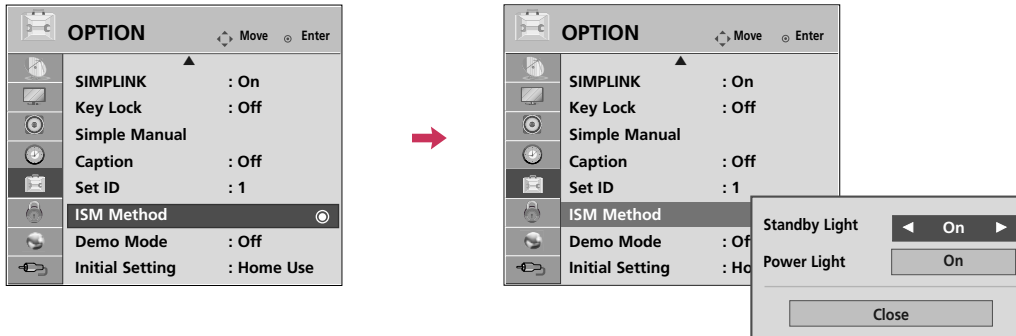 OPTION Move Enter
SIMPLINK : On
Key Lock : Off
Simple Manual
Caption : Off
Set ID : 1
ISM Method
Demo Mode : Off
Initial Setting : Home Use
OPTION Move Enter
SIMPLINK : On
Key Lock : Off
Simple Manual
Caption : Off
Set ID : 1
ISM Method
Demo Mode : Of
Initial Setting : Ho
Standby Light ◀ On ▶
Power Light On
Close